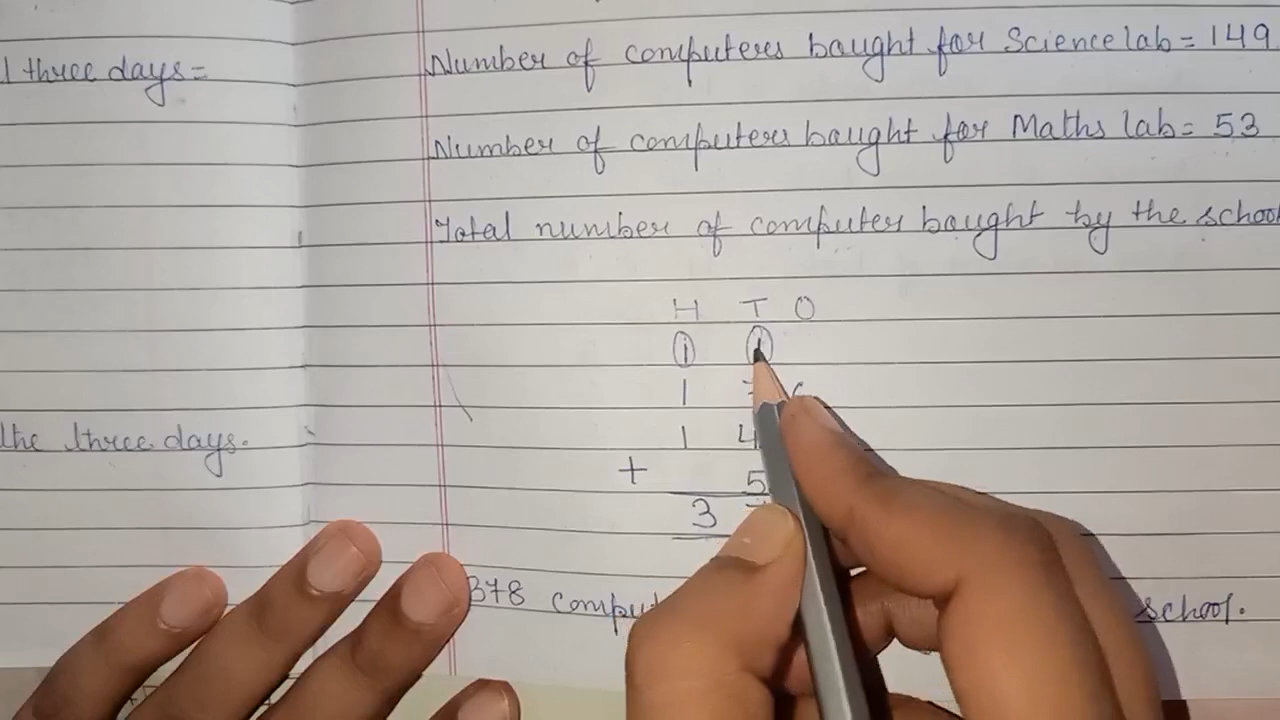 l three days=
the three days.
Number of computers baught for Science lab = 149
Number of computers baught for Maths lab = 53
Total number of computer baught by the school
H T O
1 1
1
1 4
+ 5
3
378 school.